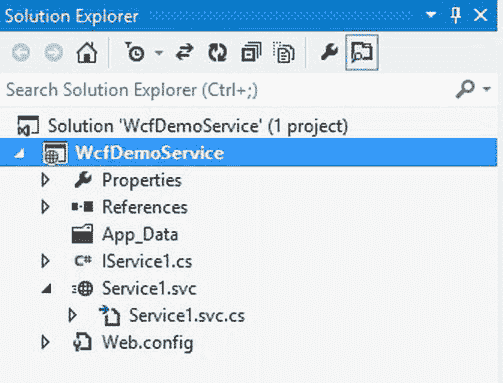 Solution Explorer
Search Solution Explorer (Ctrl+;)
Solution 'WcfDemoService' (1 project)
WcfDemoService
Properties
References
App_Data
C# IService1.cs
Service1.svc
Service1.svc.cs
Web.config